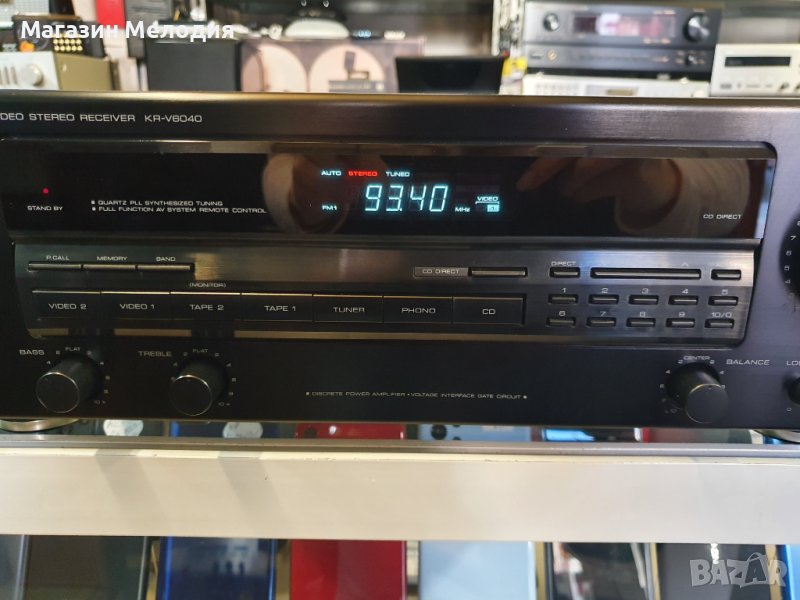 Магазин Мелодия
DEO STEREO RECEIVER KR-V6040
AUTO STEREO TUNED
FM1 93.40 MHz VIDEO
STAND BY
QUARTZ PLL SYNTHESIZED TUNING
FULL FUNCTION AV SYSTEM REMOTE CONTROL
CD DIRECT
P.CALL MEMORY BAND
CD DIRECT
DIRECT
(MONITOR)
1 2 3 4 5
VIDEO 2 VIDEO 1 TAPE 2 TAPE 1 TUNER PHONO CD
6 7 8 9 10/0
BASS FLAT
TREBLE FLAT
CENTER
BALANCE
LO
DISCRETE POWER AMPLIFIER • VOLTAGE INTERFACE GATE CIRCUIT
BAZAR